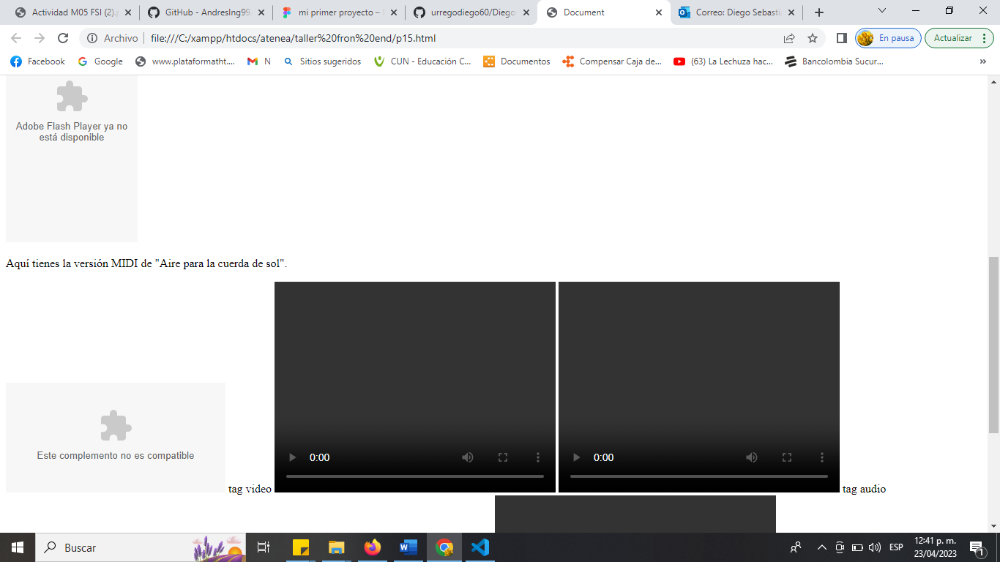 Actividad M05 FSI (2).p
GitHub - AndresIng99
mi primer proyecto –
urregodiego60/Diego
Document
Correo: Diego Sebasti
Archivo
file:///C:/xampp/htdocs/atenea/taller%20fron%20end/p15.html
En pausa
Actualizar
Facebook
Google
www.plataformatht....
N
Sitios sugeridos
CUN - Educación C...
Documentos
Compensar Caja de...
(63) La Lechuza hac...
Bancolombia Sucur...
»
Adobe Flash Player ya no
está disponible
Aquí tienes la versión MIDI de "Aire para la cuerda de sol".
Este complemento no es compatible
tag video
0:00
0:00
tag audio
Buscar
ESP
12:41 p. m.
23/04/2023
1